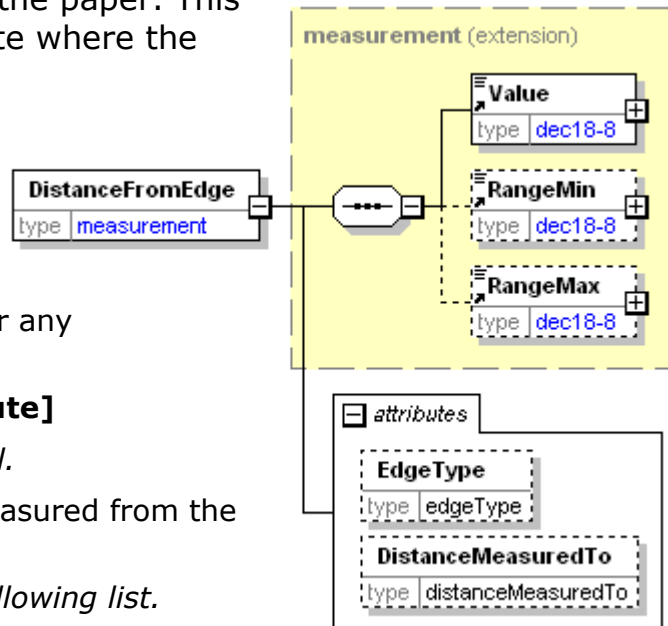 the paper. This
te where the
r any
ute]
l.
asured from the
llowing list.
measurement (extension)
DistanceFromEdge
type measurement
Value
type dec18-8
RangeMin
type dec18-8
RangeMax
type dec18-8
attributes
EdgeType
type edgeType
DistanceMeasuredTo
type distanceMeasuredTo